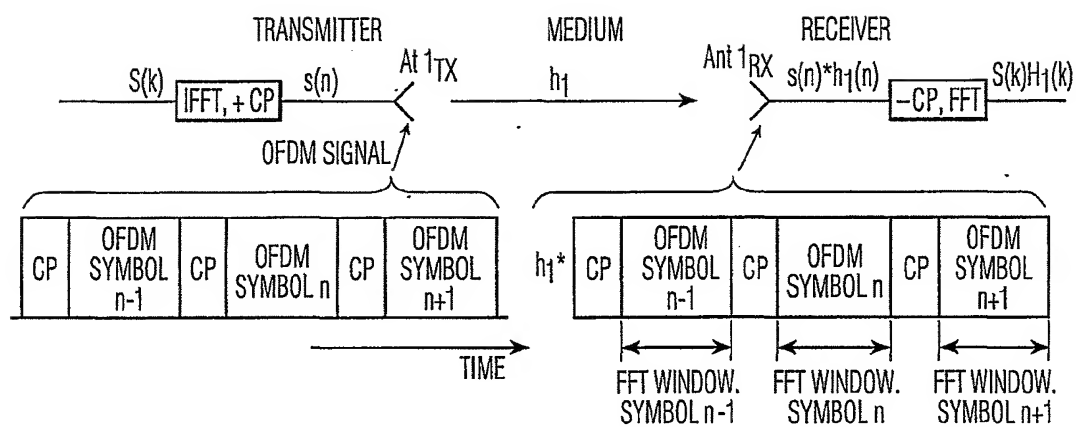 TRANSMITTER MEDIUM RECEIVER
S(k) IFFT, + CP s(n) At 1TX h1 Ant 1RX s(n)*h1(n) –CP, FFT S(k)H1(k)
OFDM SIGNAL
CP OFDM SYMBOL n-1 CP OFDM SYMBOL n CP OFDM SYMBOL n+1
h1* CP OFDM SYMBOL n-1 CP OFDM SYMBOL n CP OFDM SYMBOL n+1
TIME
FFT WINDOW. SYMBOL n-1
FFT WINDOW. SYMBOL n
FFT WINDOW. SYMBOL n+1